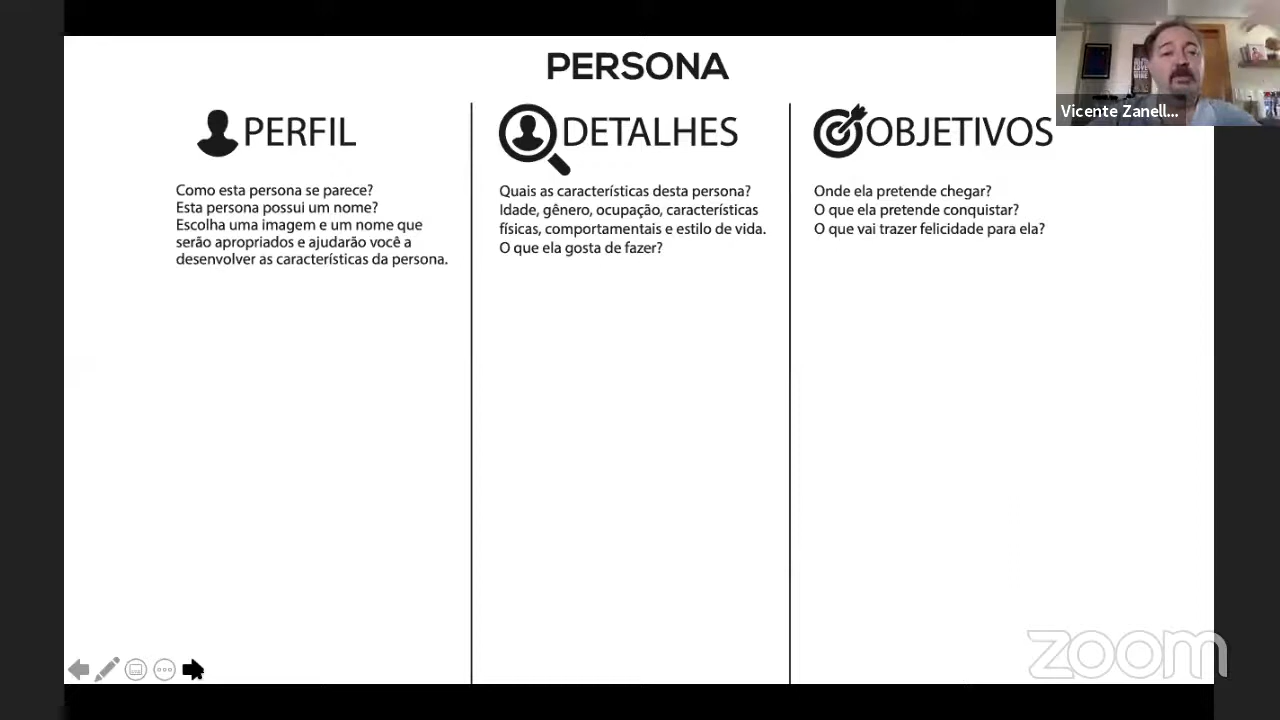 PERSONA
PERFIL
Como esta persona se parece?
Esta persona possui um nome?
Escolha uma imagem e um nome que
serão apropriados e ajudarão você a
desenvolver as características da persona.
DETALHES
Quais as características desta persona?
Idade, gênero, ocupação, características
físicas, comportamentais e estilo de vida.
O que ela gosta de fazer?
OBJETIVOS
Onde ela pretende chegar?
O que ela pretende conquistar?
O que vai trazer felicidade para ela?
Vicente Zanell...
zoom